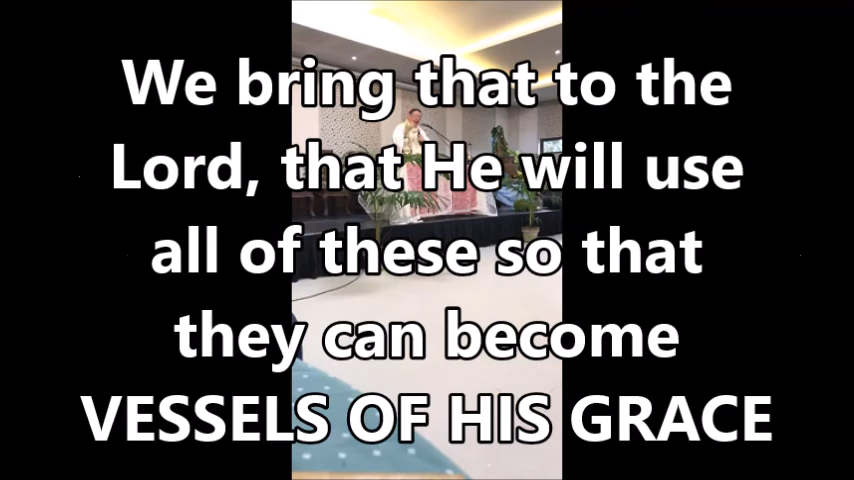 We bring that to the
Lord, that He will use
all of these so that
they can become
VESSELS OF HIS GRACE